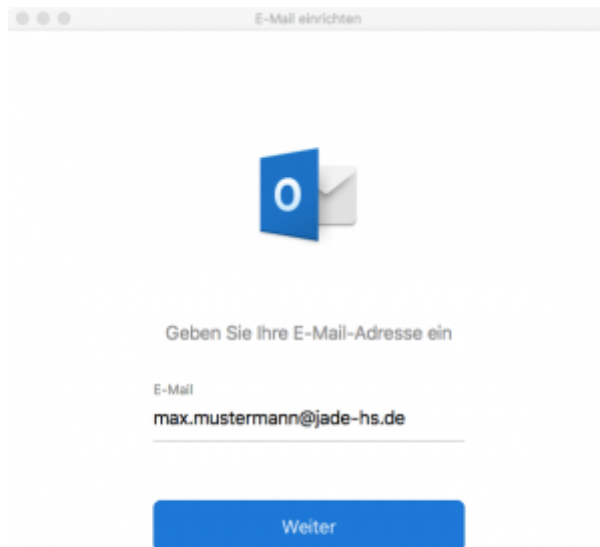 E-Mail einrichten
O
Geben Sie Ihre E-Mail-Adresse ein
E-Mail
max.mustermann@jade-hs.de
Weiter